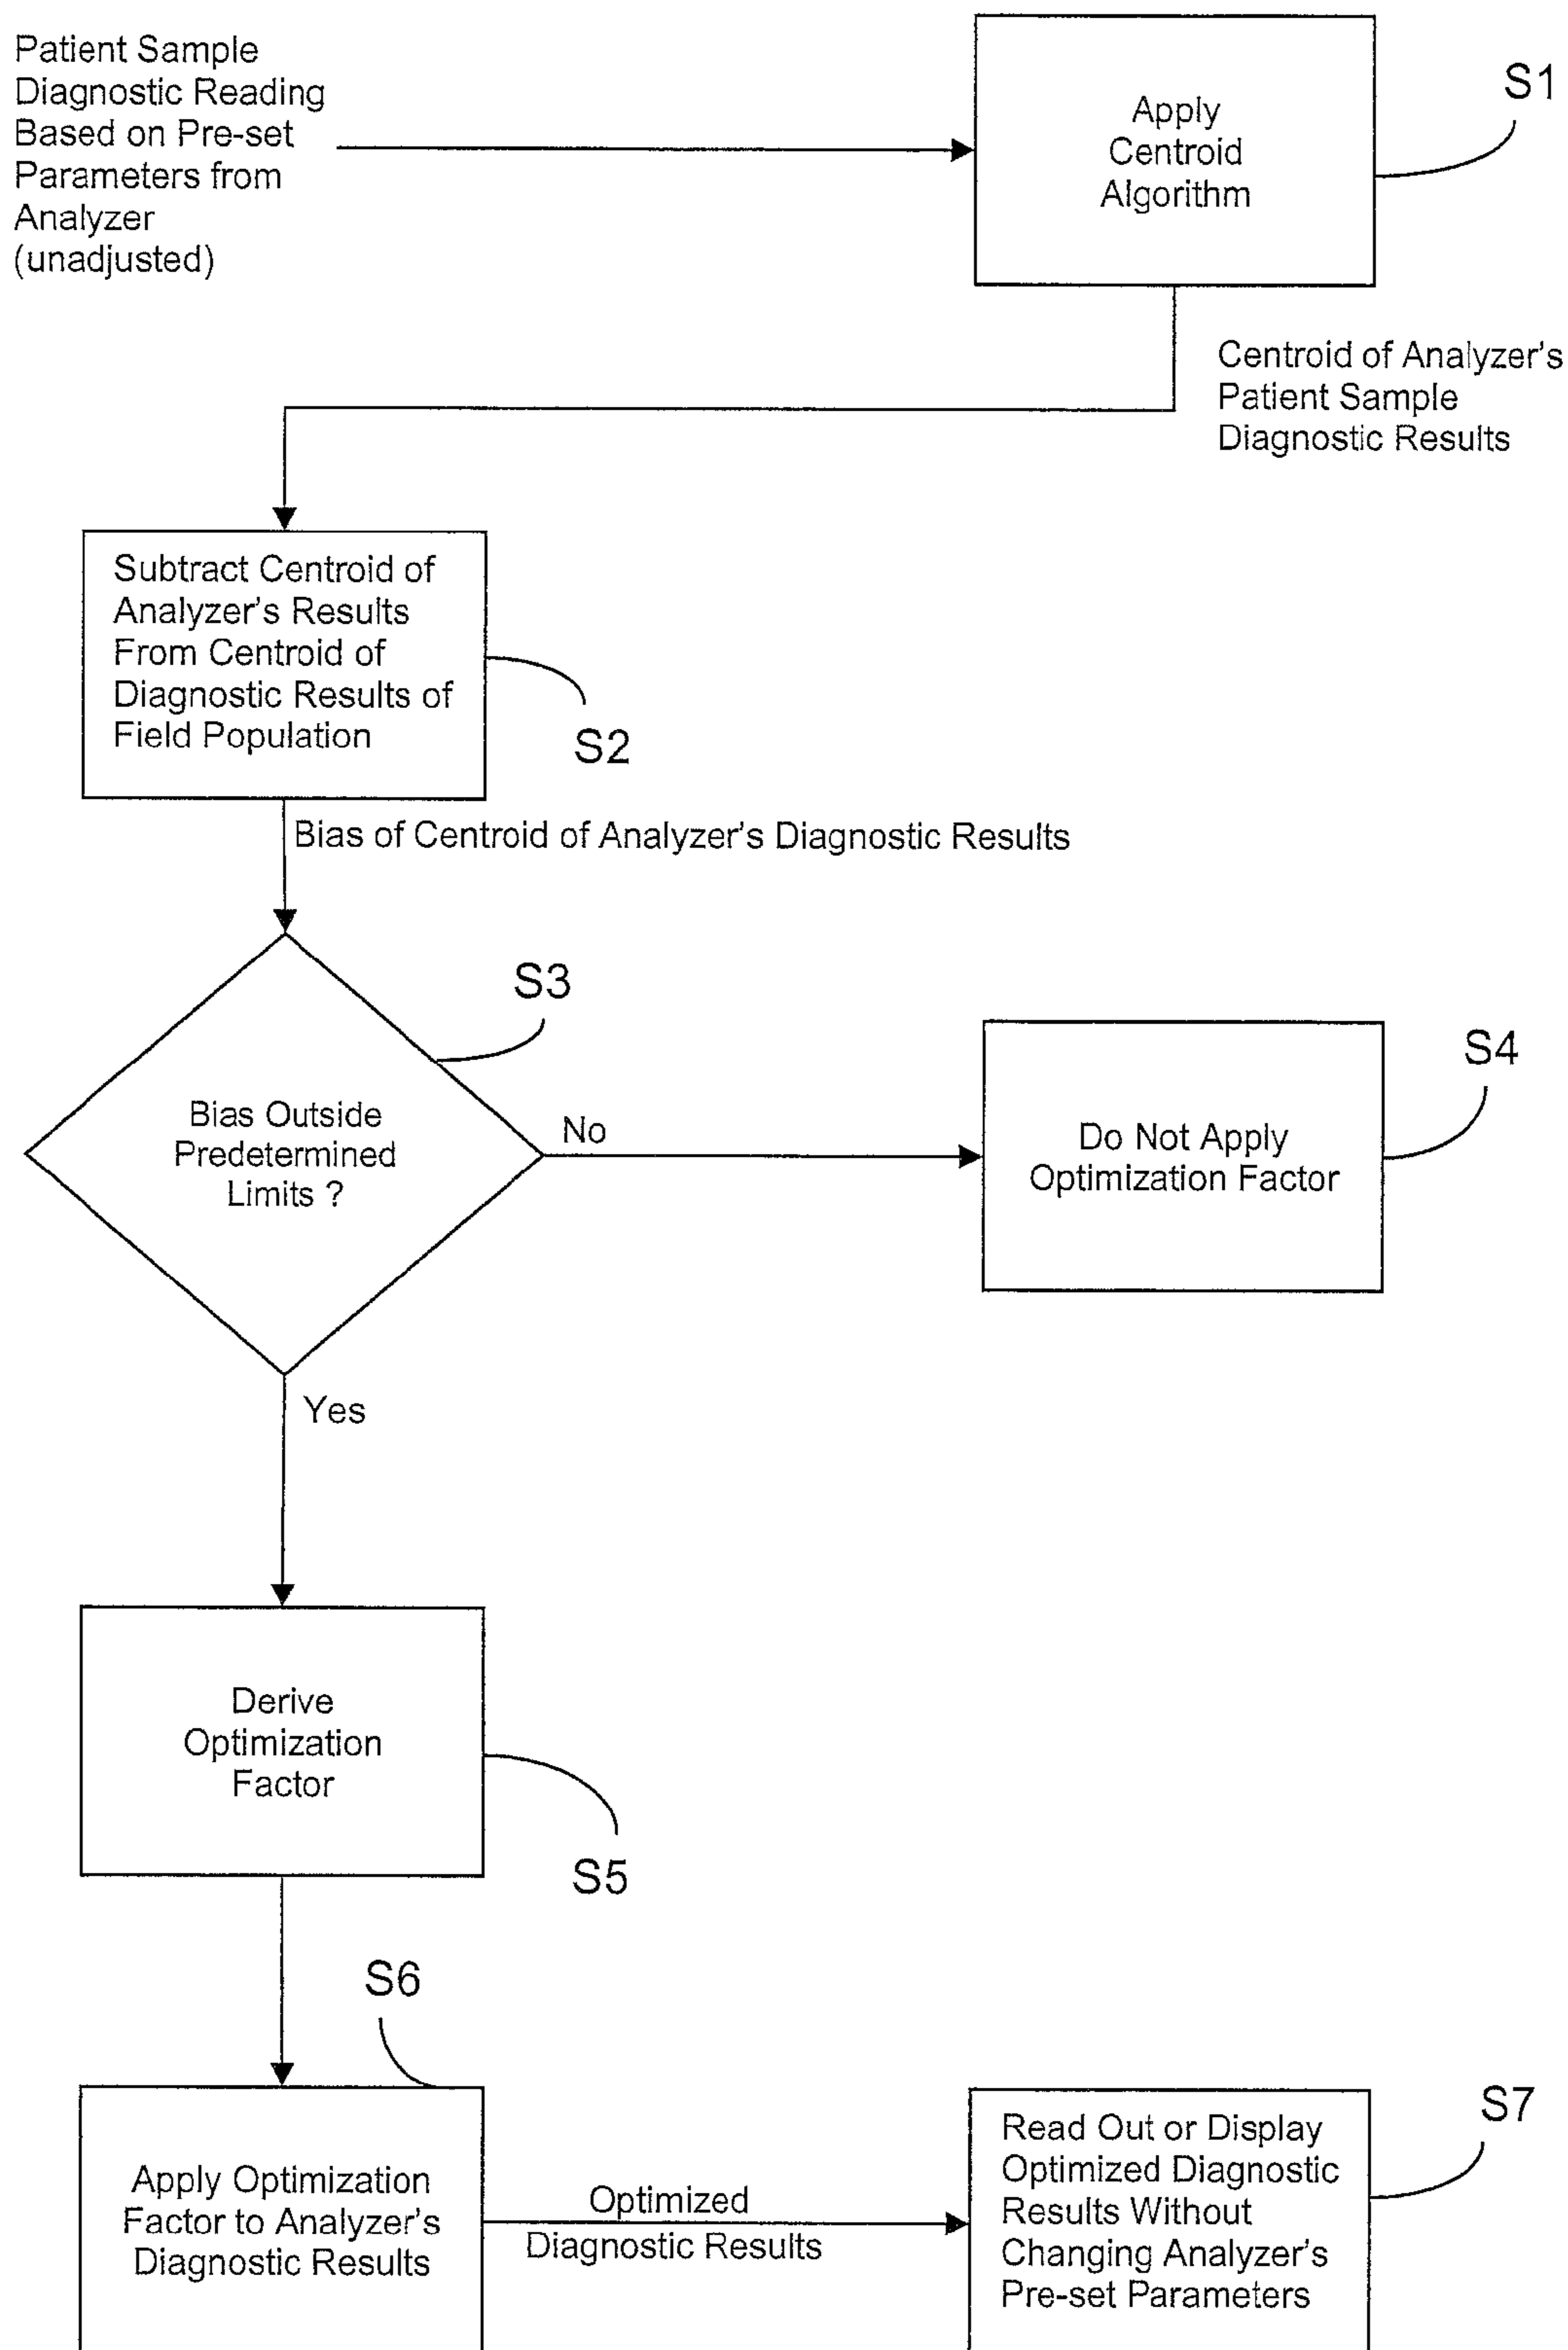 Patient Sample
Diagnostic Reading
Based on Pre-set
Parameters from
Analyzer
(unadjusted)
Apply
Centroid
Algorithm
S1
Centroid of Analyzer's
Patient Sample
Diagnostic Results
Subtract Centroid of
Analyzer's Results
From Centroid of
Diagnostic Results of
Field Population
S2
Bias of Centroid of Analyzer's Diagnostic Results
S3
Bias Outside
Predetermined
Limits ?
No
Do Not Apply
Optimization Factor
S4
Yes
Derive
Optimization
Factor
S5
S6
Apply Optimization
Factor to Analyzer's
Diagnostic Results
Optimized
Diagnostic Results
Read Out or Display
Optimized Diagnostic
Results Without
Changing Analyzer's
Pre-set Parameters
S7